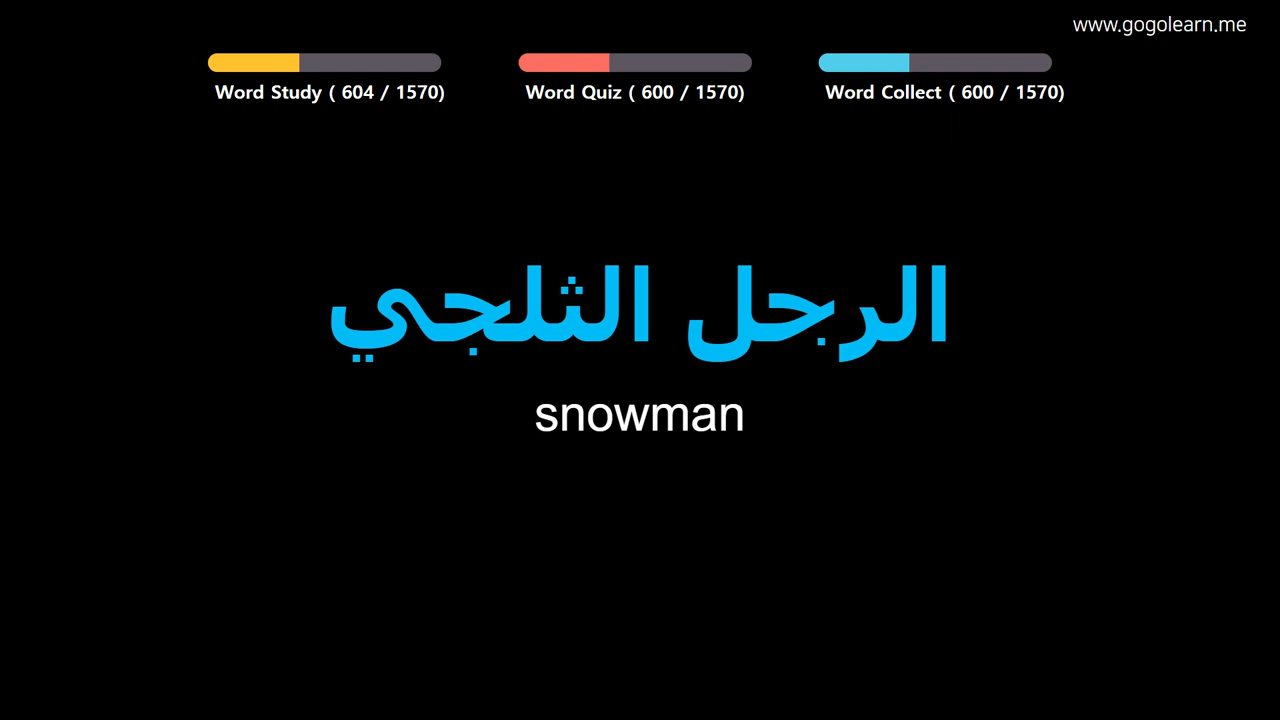 www.gogolearn.me
Word Study ( 604 / 1570)
Word Quiz ( 600 / 1570)
Word Collect ( 600 / 1570)
الرجل الثلجي
snowman